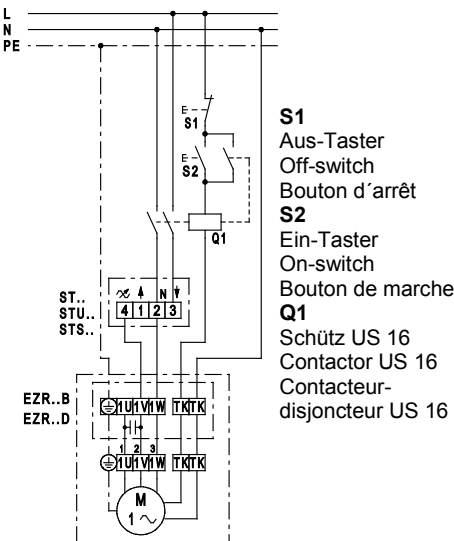 L
N
PE
E
S1
E
S2
Q1
S1
Aus-Taster
Off-switch
Bouton d´arrêt
S2
Ein-Taster
On-switch
Bouton de marche
Q1
Schütz US 16
Contactor US 16
Contacteur-
disjoncteur US 16
ST..
STU..
STS..
N
4 1 2 3
EZR..B
EZR..D
1U 1V 1W TK TK
1 2 3
1U 1V 1W TK TK
M
1 ~